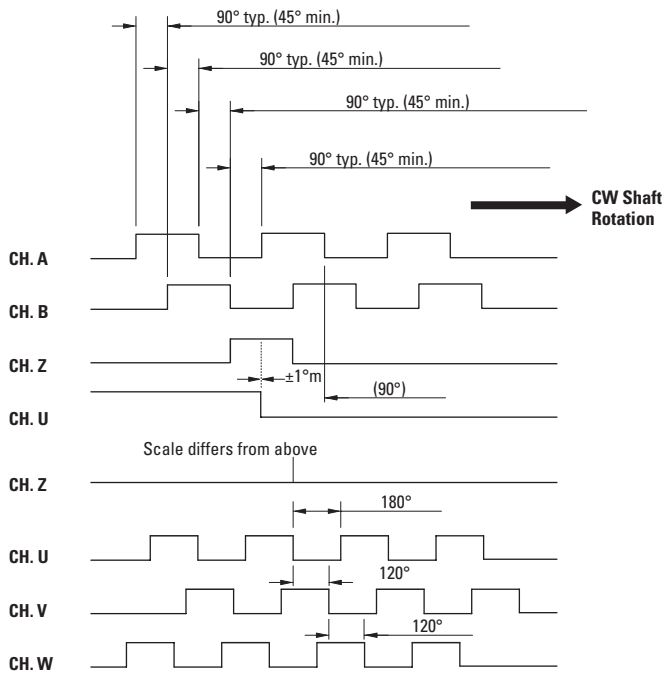 90° typ. (45° min.)
90° typ. (45° min.)
90° typ. (45° min.)
90° typ. (45° min.)
CW Shaft
Rotation
CH. A
CH. B
CH. Z
±1°m
(90°)
CH. U
Scale differs from above
CH. Z
180°
CH. U
120°
CH. V
120°
CH. W